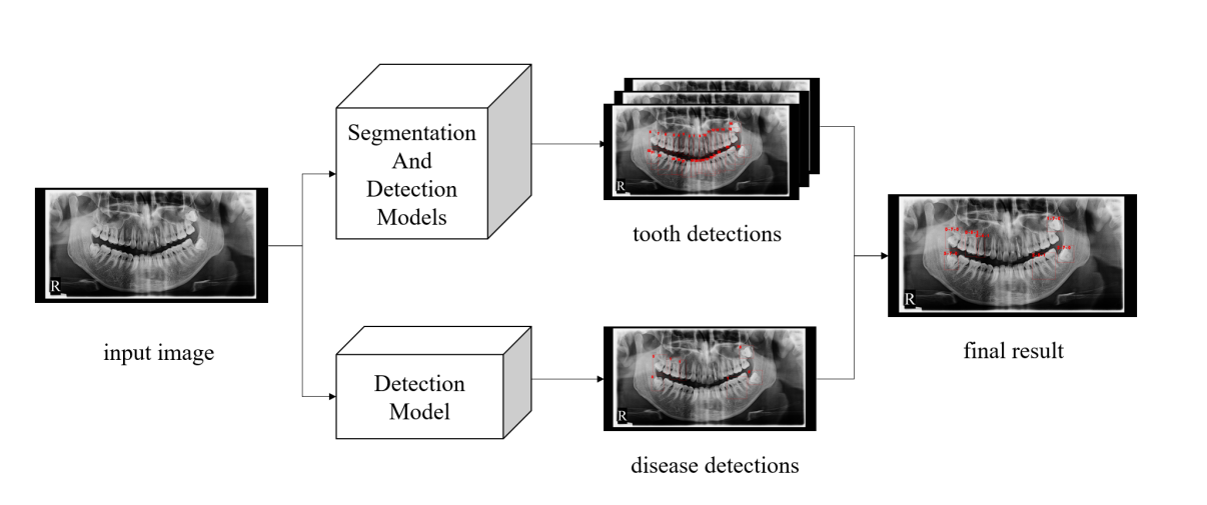 Segmentation
And
Detection
Models
R
tooth detections
R
input image
R
final result
Detection
Model
R
disease detections